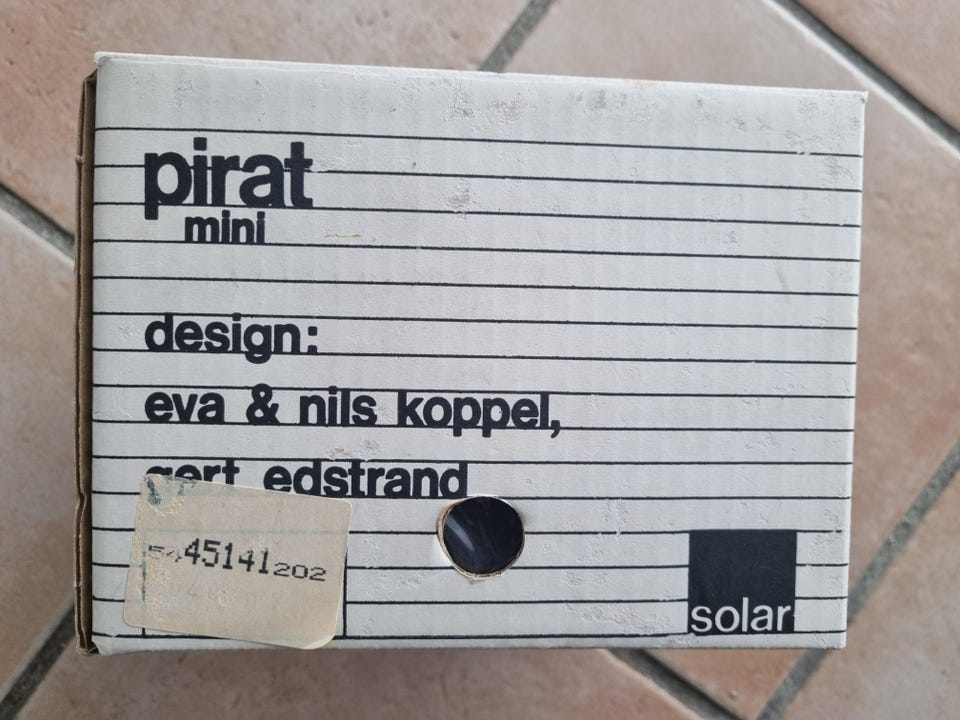 pirat
mini
design:
eva & nils koppel,
gert edstrand
45141202
solar